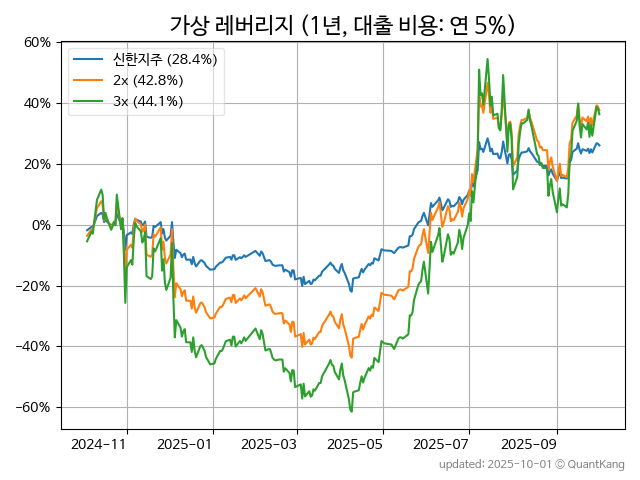 가상 레버리지 (1년, 대출 비용: 연 5%)
60%
40%
20%
0%
−20%
−40%
−60%
신한지주 (28.4%)
2x (42.8%)
3x (44.1%)
2024-11
2025-01
2025-03
2025-05
2025-07
2025-09
updated: 2025-10-01 © QuantKang